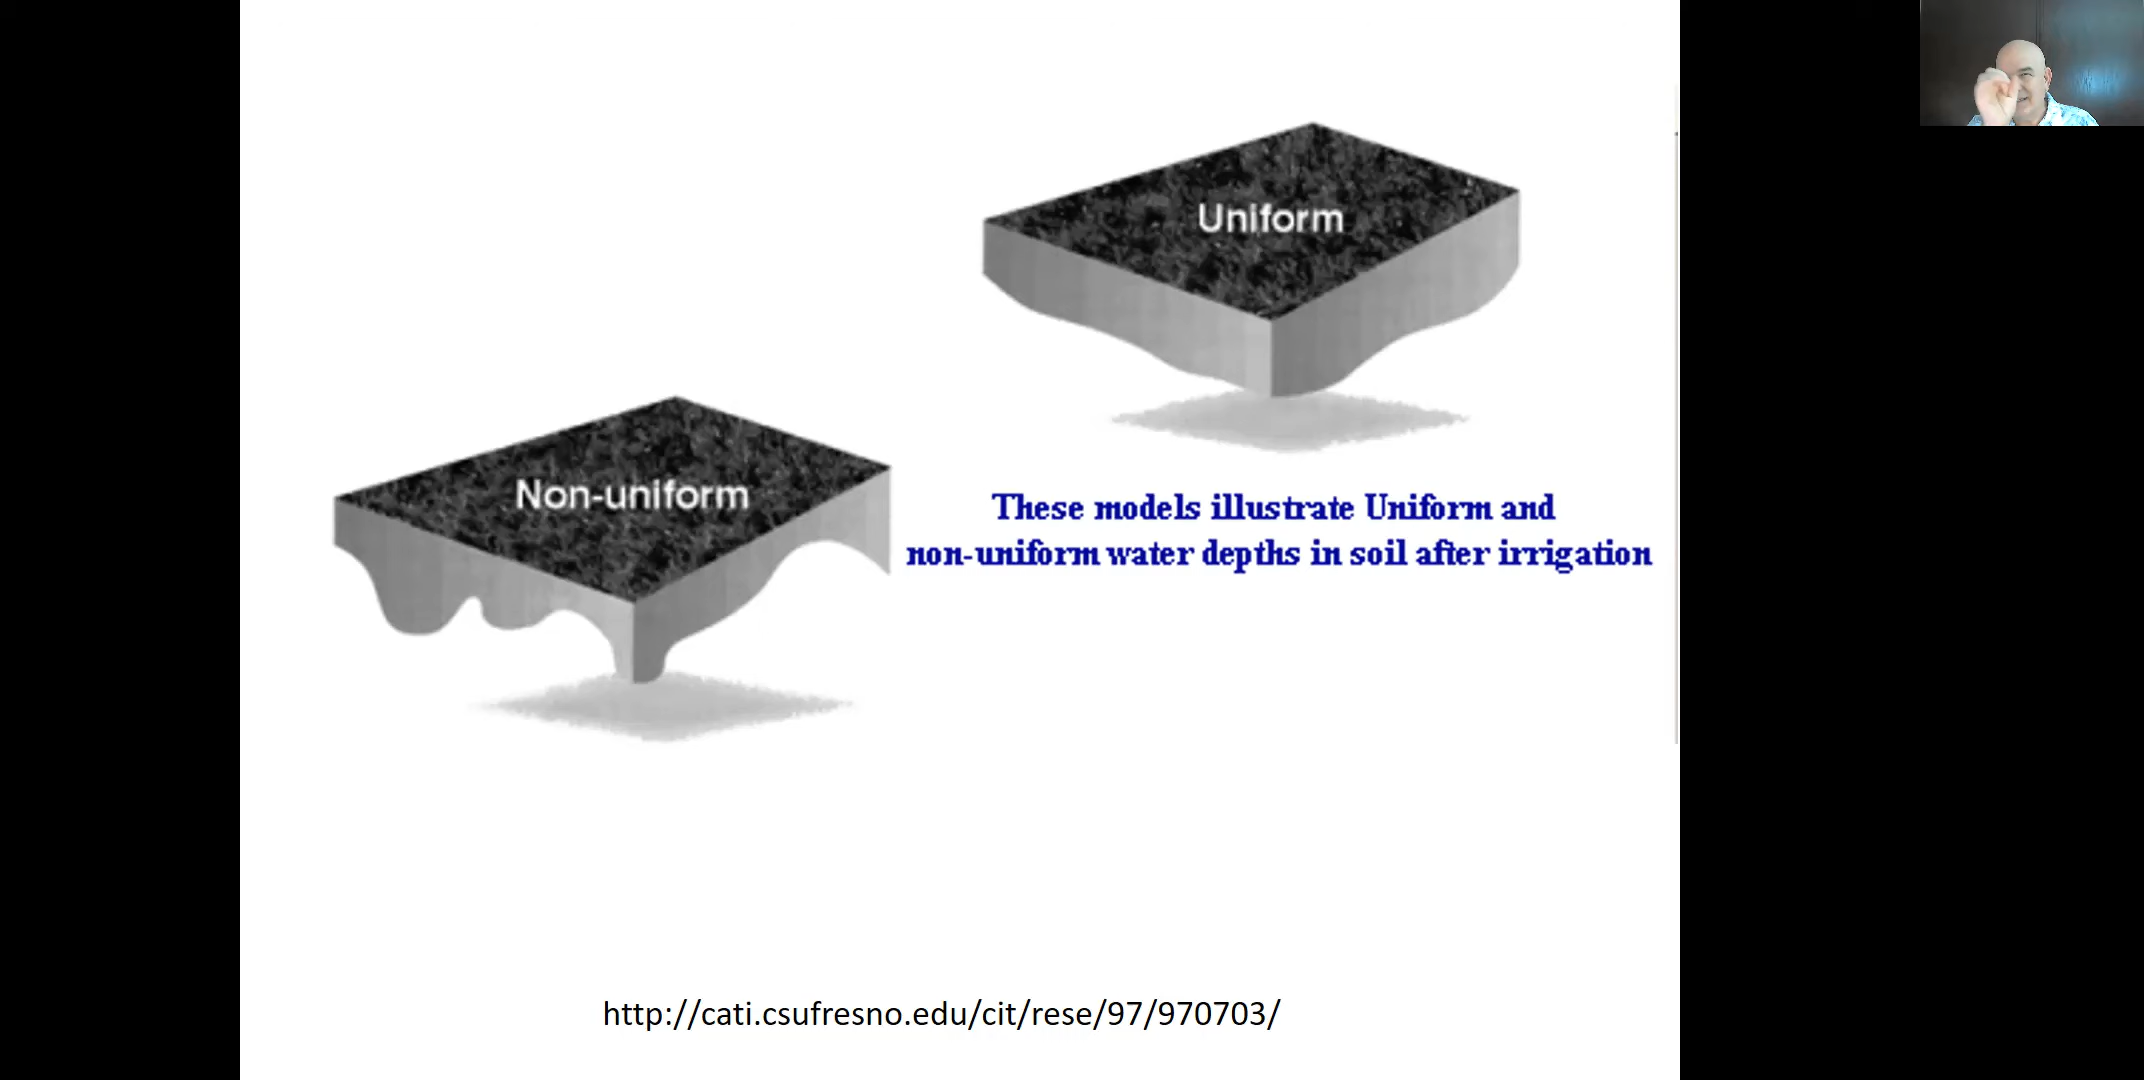 Uniform
Non-uniform
These models illustrate Uniform and
non-uniform water depths in soil after irrigation
http://cati.csufresno.edu/cit/rese/97/970703/